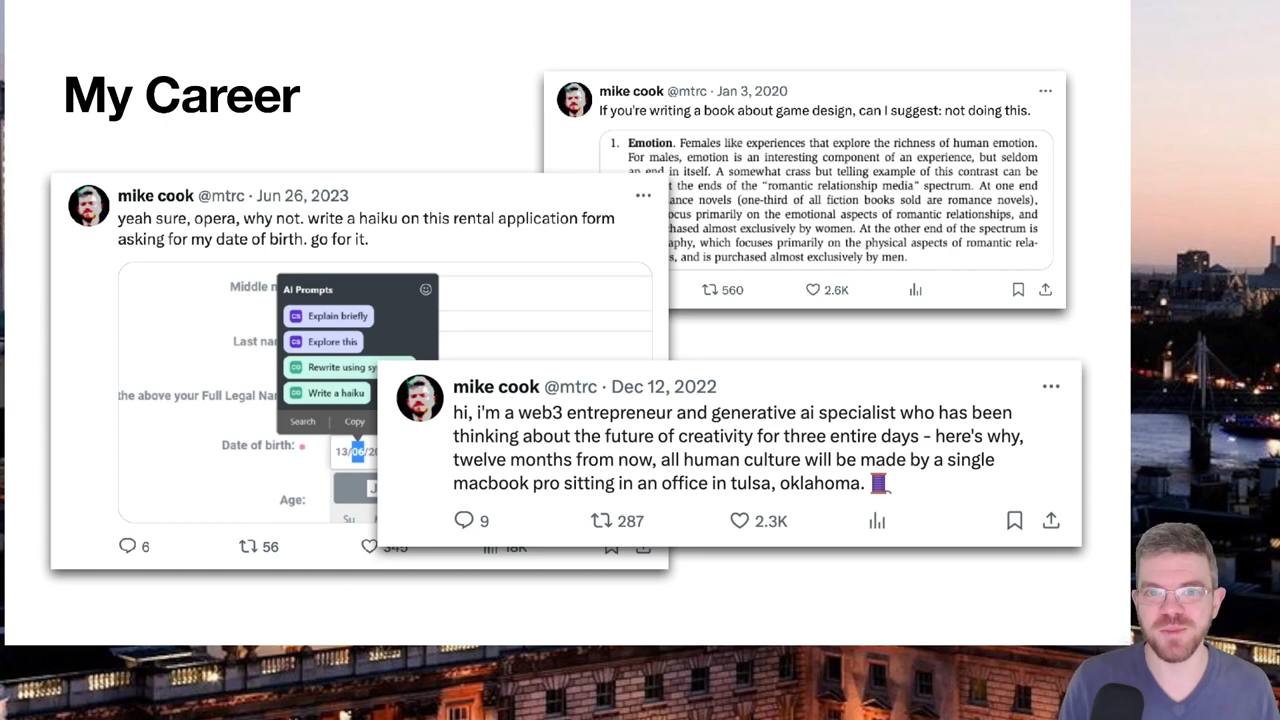 My Career
mike cook @mtrc · Jan 3, 2020
If you're writing a book about game design, can I suggest: not doing this.
1. Emotion. Females like experiences that explore the richness of human emotion.
For males, emotion is an interesting component of an experience, but seldom
an end in itself. A somewhat crass but telling example of this contrast can be
the ends of the “romantic relationship media” spectrum. At one end
novels (one-third of all fiction books sold are romance novels),
primarily on the emotional aspects of romantic relationships, and
almost exclusively by women. At the other end of the spectrum is
which focuses primarily on the physical aspects of romantic rela-
and is purchased almost exclusively by men.
560 2.6K
mike cook @mtrc · Jun 26, 2023
yeah sure, opera, why not. write a haiku on this rental application form
asking for my date of birth. go for it.
Middle
AI Prompts
Explain briefly
Last
Explore this
Rewrite using
the above your Full Legal
Write a haiku
Search Copy
Date of birth: 13/06/
Age:
Su
6 56 345 18K
mike cook @mtrc · Dec 12, 2022
hi, i'm a web3 entrepreneur and generative ai specialist who has been
thinking about the future of creativity for three entire days - here's why,
twelve months from now, all human culture will be made by a single
macbook pro sitting in an office in tulsa, oklahoma. 🧵
9 287 2.3K